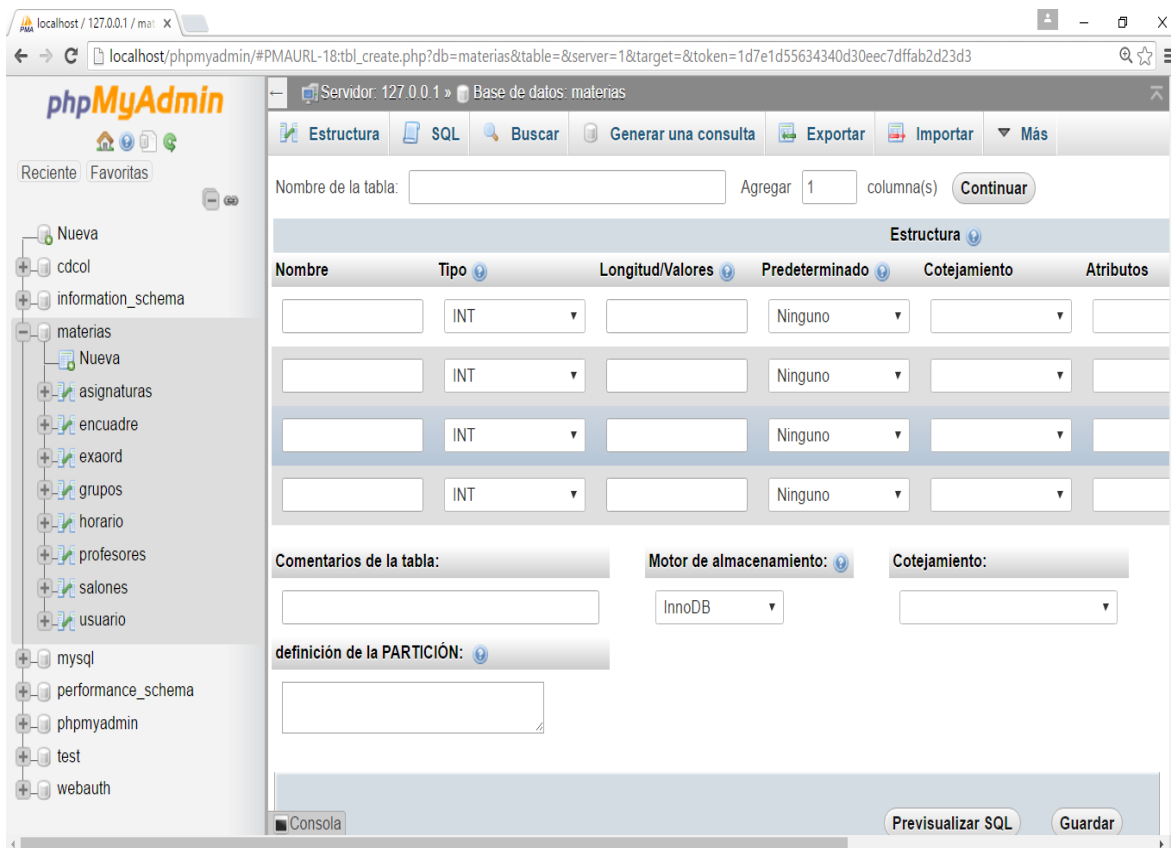 localhost / 127.0.0.1 / mat
localhost/phpmyadmin/#PMAURL-18:tbl_create.php?db=materias&table=&server=1&target=&token=1d7e1d55634340d30eec7dffab2d23d3
phpMyAdmin
Reciente Favoritas
Nueva
cdcol
information_schema
materias
Nueva
asignaturas
encuadre
exaord
grupos
horario
profesores
salones
usuario
mysql
performance_schema
phpmyadmin
test
webauth
Servidor: 127.0.0.1 » Base de datos: materias
Estructura SQL Buscar Generar una consulta Exportar Importar Más
Nombre de la tabla: Agregar 1 columna(s) Continuar
Estructura
Nombre Tipo Longitud/Valores Predeterminado Cotejamiento Atributos
INT Ninguno
INT Ninguno
INT Ninguno
INT Ninguno
Comentarios de la tabla: Motor de almacenamiento: Cotejamiento:
InnoDB
definición de la PARTICIÓN:
Consola
Previsualizar SQL Guardar